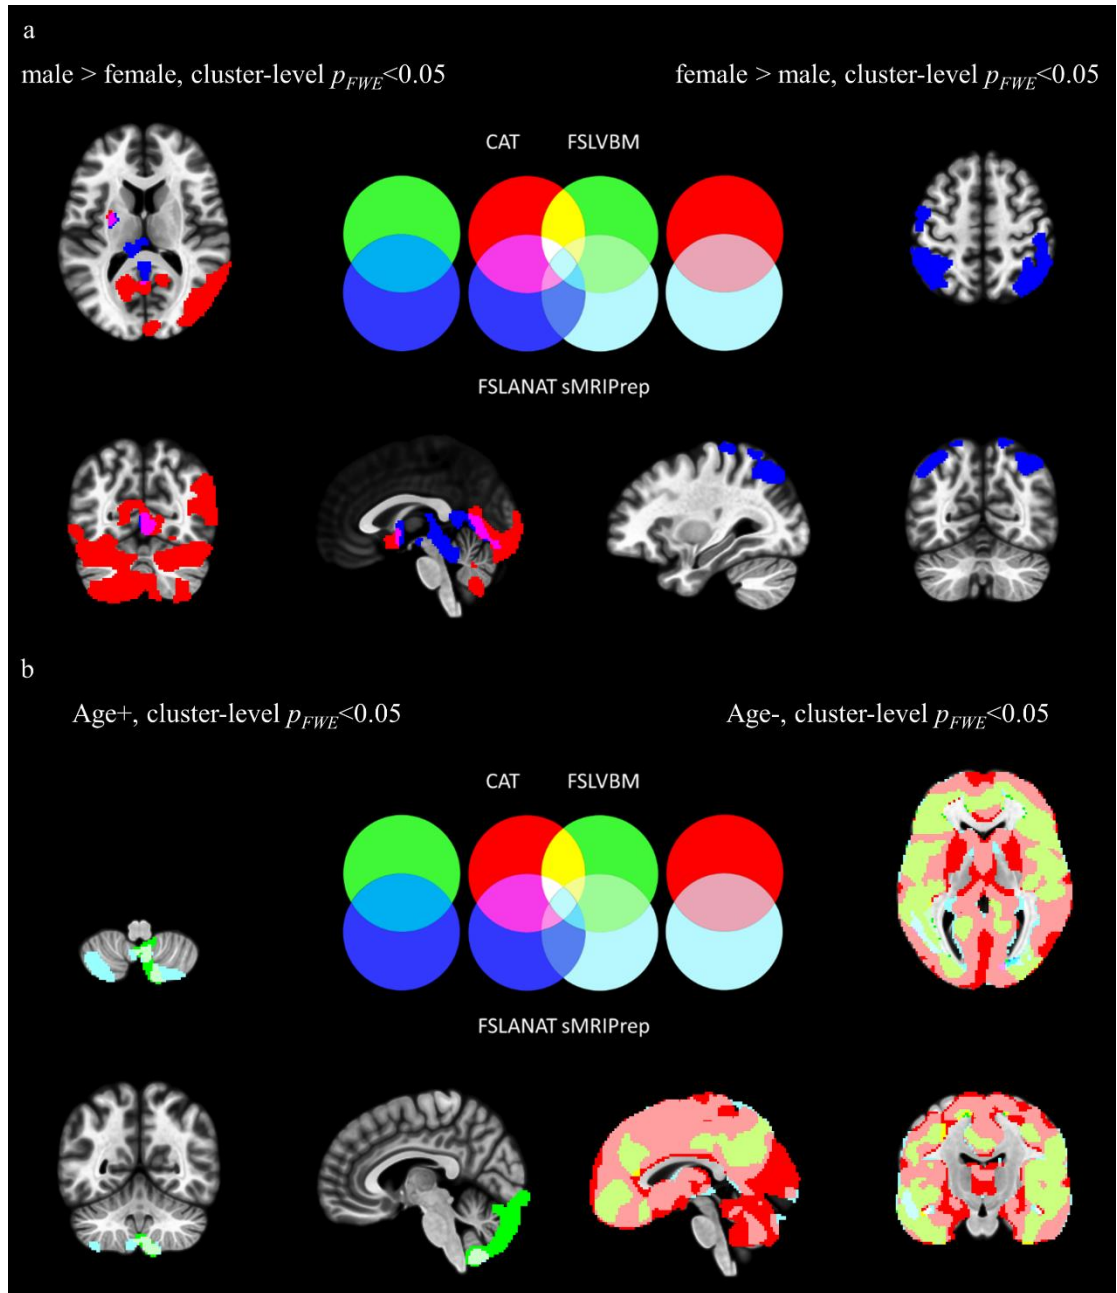 a
male > female, cluster-level pFWE<0.05
female > male, cluster-level pFWE<0.05
CAT FSLVBM
FSLANAT sMRIPrep
b
Age+, cluster-level pFWE<0.05
Age-, cluster-level pFWE<0.05
CAT FSLVBM
FSLANAT sMRIPrep